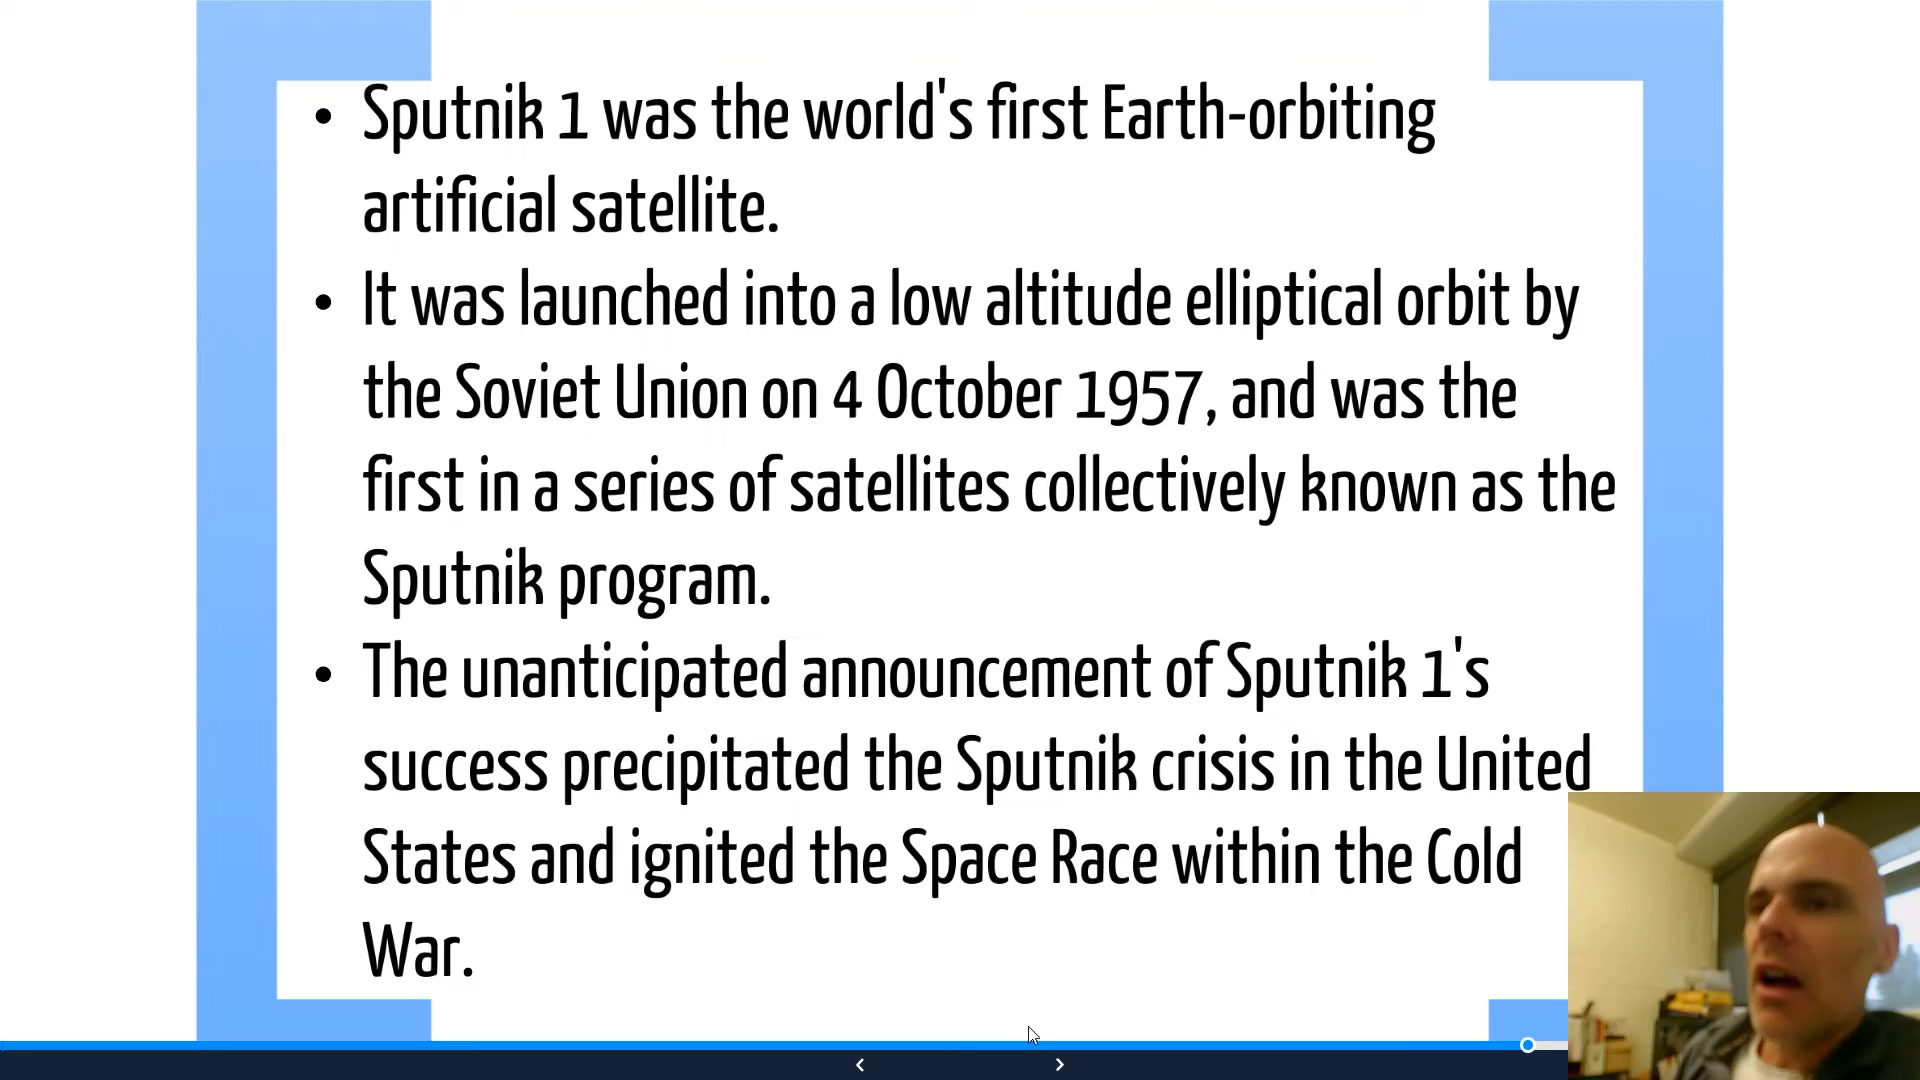 • Sputnik 1 was the world's first Earth-orbiting
artificial satellite.
• It was launched into a low altitude elliptical orbit by
the Soviet Union on 4 October 1957, and was the
first in a series of satellites collectively known as the
Sputnik program.
• The unanticipated announcement of Sputnik 1's
success precipitated the Sputnik crisis in the United
States and ignited the Space Race within the Cold
War.